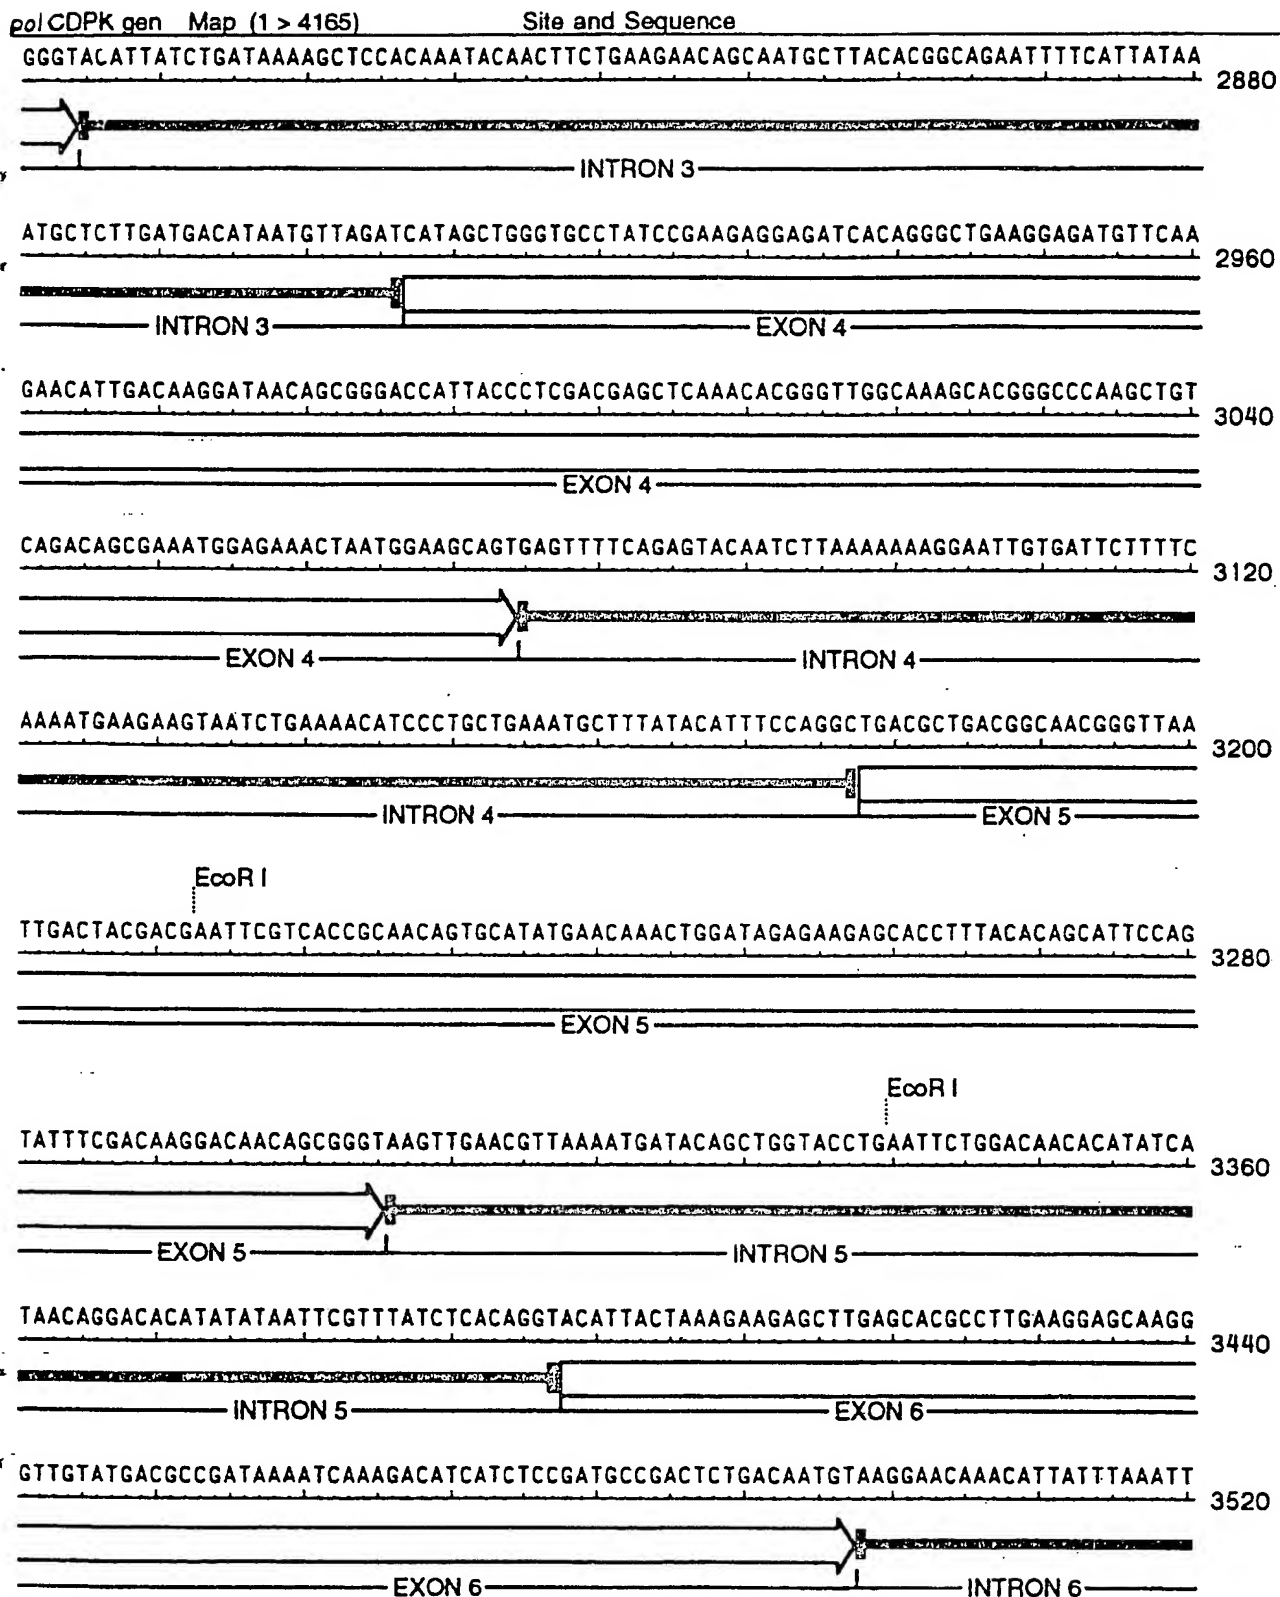 pol CDPK gen Map (1 > 4165) Site and Sequence
GGGTACATTATCTGATAAAAGCTCCACAAATACAACTTCTGAAGAACAGCAATGCTTACACGGCAGAATTTTCATTATAA
2880
INTRON 3
ATGCTCTTGATGACATAATGTTAGATCATAGCTGGGTGCCTATCCGAAGAGGAGATCACAGGGCTGAAGGAGATGTTCAA
2960
INTRON 3 EXON 4
GAACATTGACAAGGATAACAGCGGGACCATTACCCTCGACGAGCTCAAACACGGGTTGGCAAAGCACGGGCCCAAGCTGT
3040
EXON 4
CAGACAGCGAAATGGAGAAACTAATGGAAGCAGTGAGTTTTCAGAGTACAATCTTAAAAAAAGGAATTGTGATTCTTTTC
3120
EXON 4 INTRON 4
AAAATGAAGAAGTAATCTGAAAACATCCCTGCTGAAATGCTTTATACATTTCCAGGCTGACGCTGACGGCAACGGGTTAA
3200
INTRON 4 EXON 5
EcoR I
TTGACTACGACGAATTCGTCACCGCAACAGTGCATATGAACAAACTGGATAGAGAAGAGCACCTTTACACAGCATTCCAG
3280
EXON 5
EcoR I
TATTTCGACAAGGACAACAGCGGGTAAGTTGAACGTTAAAATGATACAGCTGGTACCTGAATTCTGGACAACACATATCA
3360
EXON 5 INTRON 5
TAACAGGACACATATATAATTCGTTTATCTCACAGGTACATTACTAAAGAAGAGCTTGAGCACGCCTTGAAGGAGCAAGG
3440
INTRON 5 EXON 6
GTTGTATGACGCCGATAAAATCAAAGACATCATCTCCGATGCCGACTCTGACAATGTAAGGAACAAACATTATTTAAATT
3520
EXON 6 INTRON 6